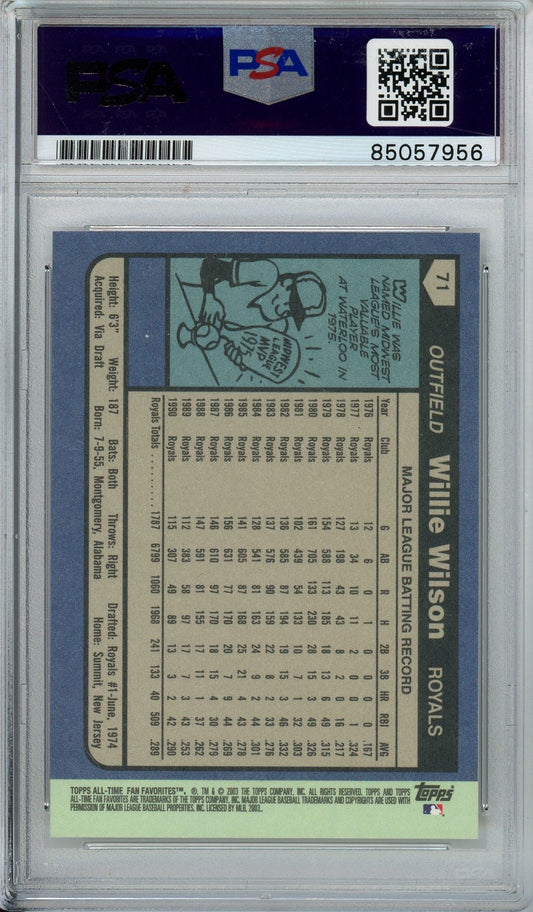 PSA
PSA
85057956
71
OUTFIELD Willie Wilson ROYALS
WILLIE WAS
NAMED MIDWEST
LEAGUE'S MOST
VALUABLE
PLAYER
AT WATERLOO IN
1975.
MIDWEST
LEAGUE
MVP
1975
MAJOR LEAGUE BATTING RECORD
Year Club G AB R H 2B 3B HR RBI AVG
1976 Royals 12 6 0 1 0 0 0 0 .167
1977 Royals 13 34 10 11 2 0 0 1 .324
1978 Royals 127 198 43 43 8 2 0 16 .217
1979 Royals 154 588 113 185 18 13 6 49 .315
1980 Royals 161 705 133 230 28 15 3 49 .326
1981 Royals 102 439 54 133 10 7 1 32 .303
1982 Royals 136 585 87 194 19 15 3 46 .332
1983 Royals 137 576 90 159 22 8 2 33 .276
1984 Royals 128 541 81 163 24 9 2 44 .301
1985 Royals 141 605 87 168 25 21 4 43 .278
1986 Royals 156 631 77 170 20 7 9 44 .269
1987 Royals 146 610 97 170 18 15 4 30 .279
1988 Royals 147 591 81 155 17 11 1 37 .262
1989 Royals 112 383 58 97 17 7 3 43 .253
1990 Royals 115 307 49 89 13 3 2 42 .290
Royals Totals . . . . . . . . . 1787 6799 1060 1968 241 133 40 509 .289
Height: 6'3" Weight: 187 Bats: Both Throws: Right Drafted: Royals #1-June, 1974
Acquired: Via Draft Born: 7-9-55, Montgomery, Alabama Home: Summit, New Jersey
Topps
TOPPS ALL-TIME FAN FAVORITES™. ®, TM & © 2003 THE TOPPS COMPANY, INC. ALL RIGHTS RESERVED. TOPPS AND TOPPS
ALL-TIME FAN FAVORITES ARE TRADEMARKS OF THE TOPPS COMPANY, INC. MAJOR LEAGUE BASEBALL TRADEMARKS AND COPYRIGHTS ARE USED WITH
PERMISSION OF MAJOR LEAGUE BASEBALL PROPERTIES, INC. LICENSED BY MLB, 2003.